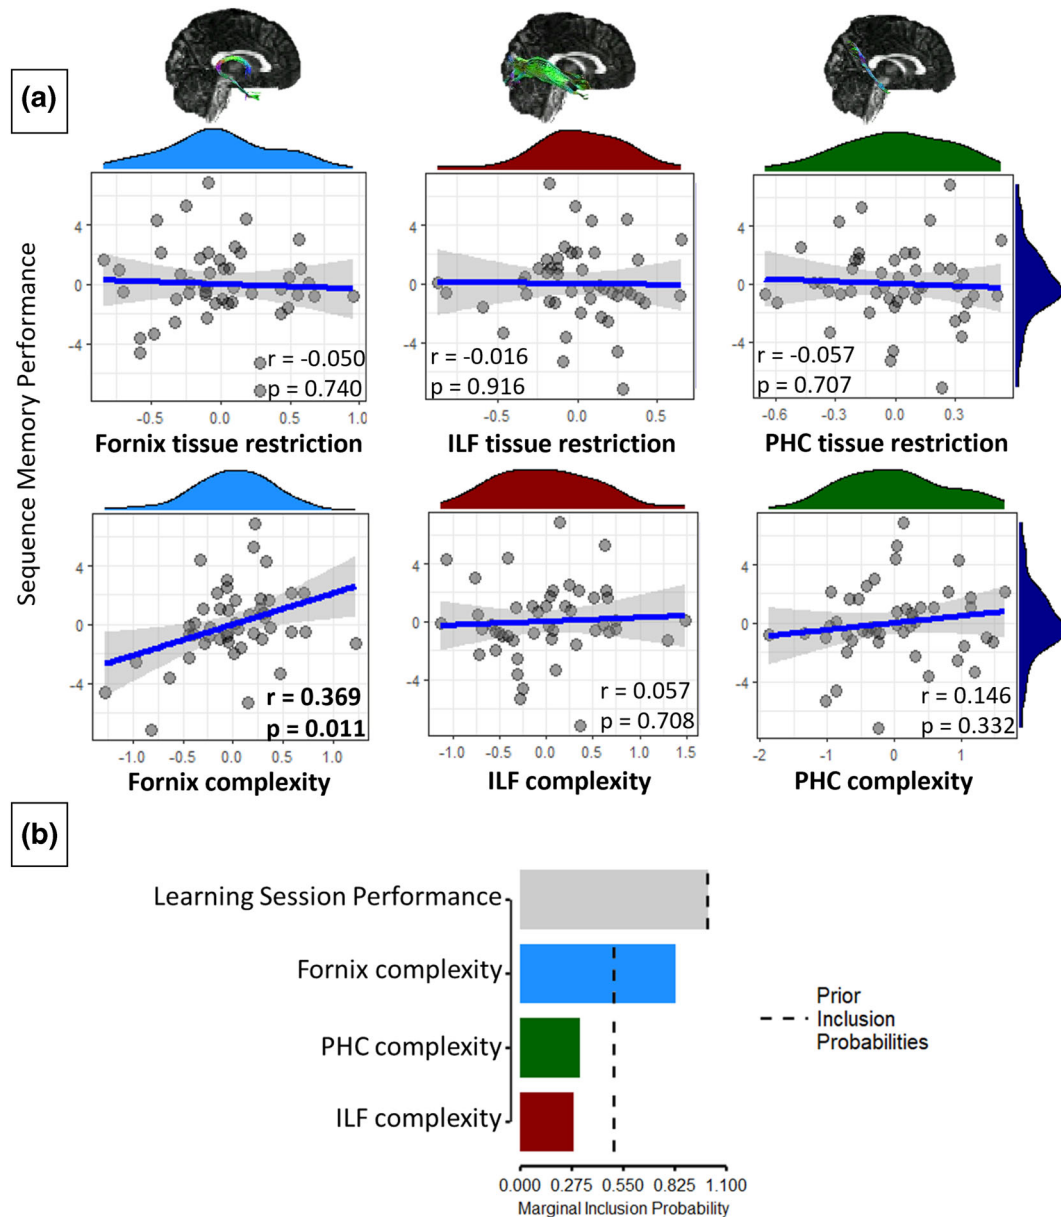 (a)
Sequence Memory Performance
4
0
-4
r = -0.050
p = 0.740
-0.5 0.0 0.5 1.0
Fornix tissue restriction
r = -0.016
p = 0.916
-0.5 0.0 0.5
ILF tissue restriction
4
0
-4
r = -0.057
p = 0.707
-0.6 -0.3 0.0 0.3
PHC tissue restriction
4
0
-4
r = 0.369
p = 0.011
-1.0 -0.5 0.0 0.5 1.0
Fornix complexity
4
0
-4
r = 0.057
p = 0.708
-1.0 -0.5 0.0 0.5 1.0 1.5
ILF complexity
4
0
-4
r = 0.146
p = 0.332
-2 -1 0 1
PHC complexity
(b)
Learning Session Performance
Fornix complexity
PHC complexity
ILF complexity
0.000 0.275 0.550 0.825 1.100
Marginal Inclusion Probability
Prior
Inclusion
Probabilities